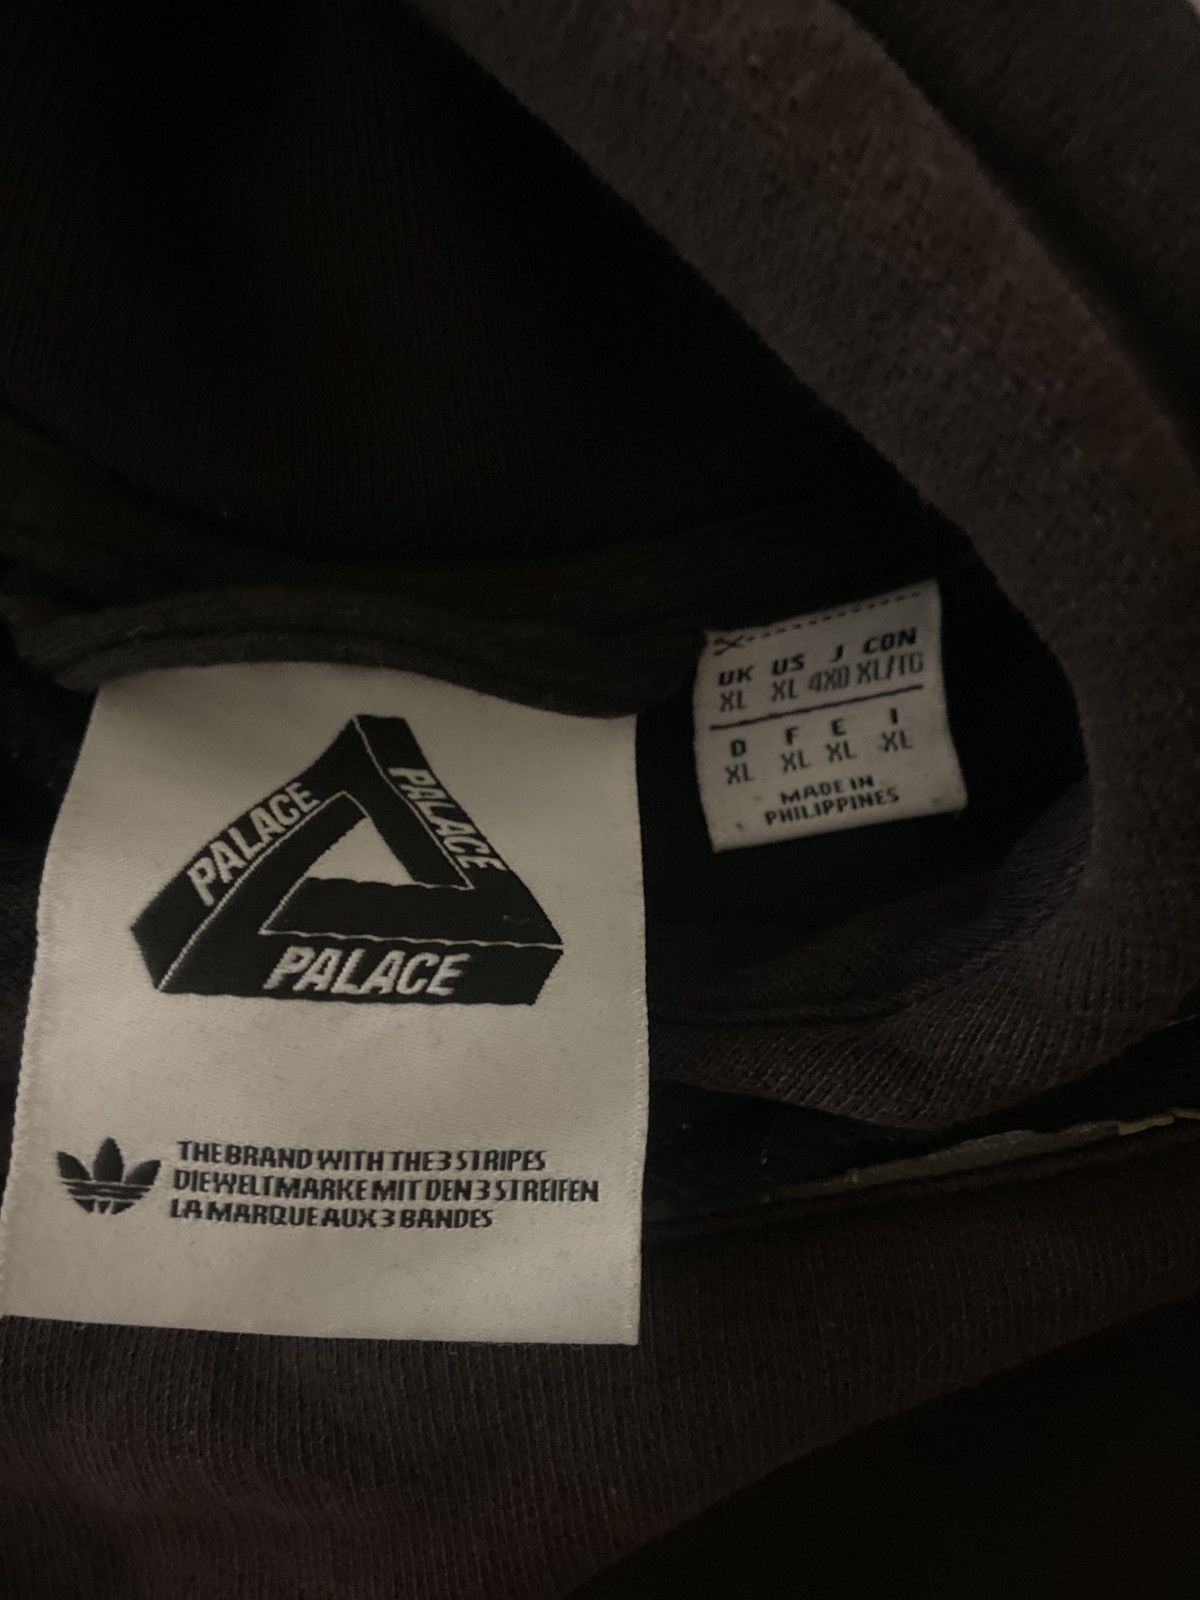 PALACE
PALACE
PALACE
THE BRAND WITH THE 3 STRIPES
DIE WELTMARKE MIT DEN 3 STREIFEN
LA MARQUE AUX 3 BANDES
UK US J CDN
XL XL 4XO XL/TG
D F E I
XL XL XL XL
MADE IN
PHILIPPINES